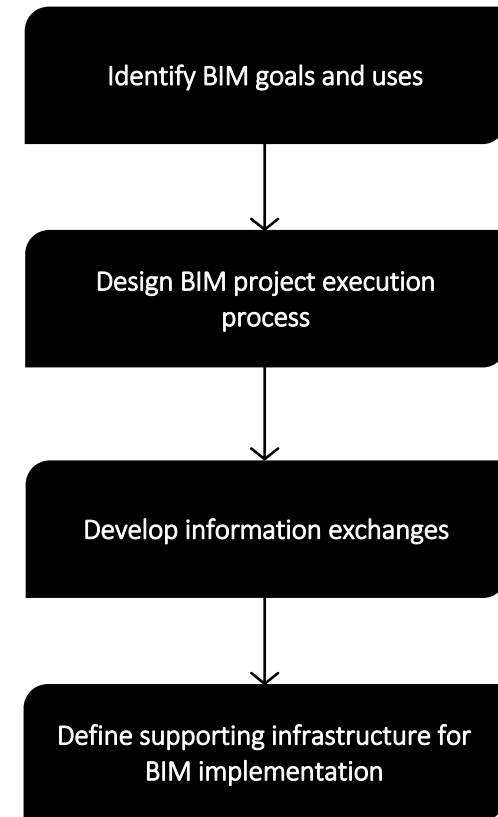 Identify BIM goals and uses
Design BIM project execution
process
Develop information exchanges
Define supporting infrastructure for
BIM implementation